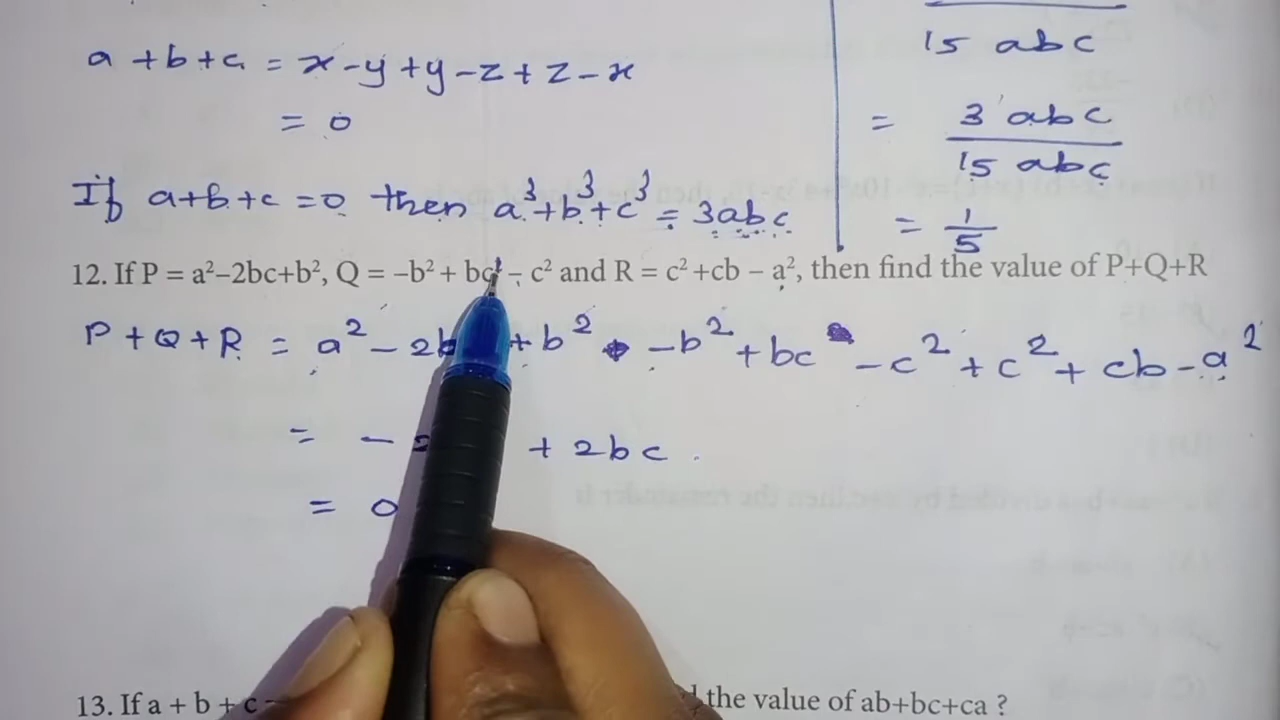 a + b + c = x - y + y - z + z - x
= 0
If a + b + c = 0 then a³ + b³ + c³ = 3abc
15 abc
= 3 abc
15 abc
= 1
5
12. If P = a²–2bc+b², Q = –b² + bc – c² and R = c² +cb – a², then find the value of P+Q+R
P + Q + R = a² - 2b + b² - b² + bc - c² + c² + cb - a²
= - + 2bc
= 0
13. If a + b + c the value of ab+bc+ca ?